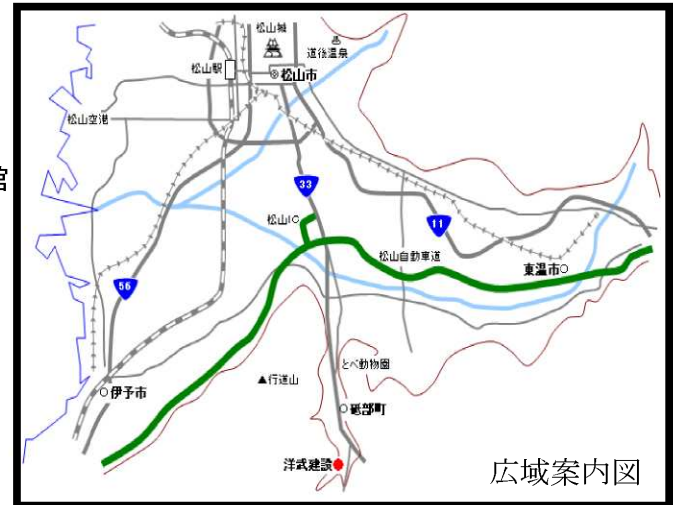 松山城
道後温泉
松山駅
松山市
松山空港
館
33
松山IC
11
松山自動車道
東温市
56
とべ動物園
▲行道山
伊予市
砥部町
洋武建設
広域案内図